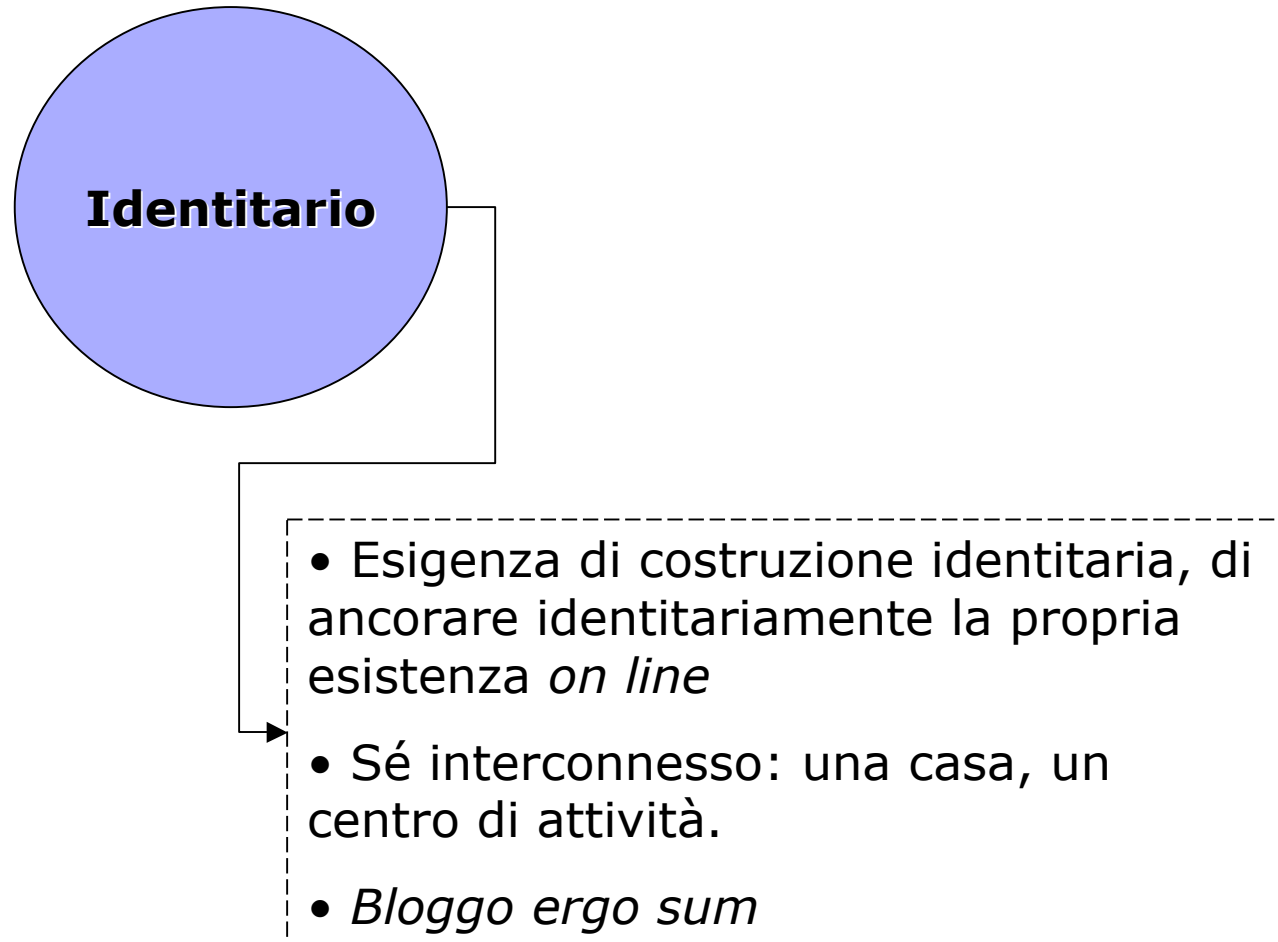 Identitario
• Esigenza di costruzione identitaria, di
ancorare identitariamente la propria
esistenza on line
• Sé interconnesso: una casa, un
centro di attività.
• Bloggo ergo sum